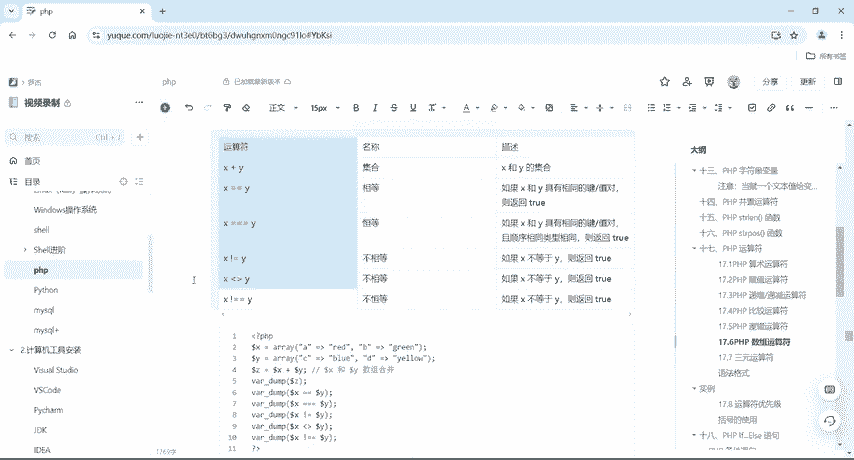 php
yuque.com/luojie-nt3e0/bt6bg3/dwuhgnxm0ngc91lo#YbKsi
所有书签
罗杰
php
已加载最新版本
分享
更新
视频录制
正文
15px
搜索
Ctrl + J
首页
目录
Windows操作系统
shell
Shell进阶
php
Python
mysql
mysql+
2.计算机工具安装
Visual Studio
VSCode
Pycharm
JDK
IDEA
运算符 名称 描述
x + y 集合 x 和 y 的集合
x == y 相等 如果 x 和 y 具有相同的键/值对,
则返回 true
x === y 恒等 如果 x 和 y 具有相同的键/值对,
且顺序相同类型相同，则返回 true
x != y 不相等 如果 x 不等于 y，则返回 true
x <> y 不相等 如果 x 不等于 y，则返回 true
x !== y 不恒等 如果 x 不等于 y，则返回 true
1 <?php
2 $x = array("a" => "red", "b" => "green");
3 $y = array("c" => "blue", "d" => "yellow");
4 $z = $x + $y; // $x 和 $y 数组合并
5 var_dump($z);
6 var_dump($x == $y);
7 var_dump($x === $y);
8 var_dump($x != $y);
9 var_dump($x <> $y);
10 var_dump($x !== $y);
11 ?>
大纲
十三、PHP 字符串变量
注意：当赋一个文本值给变...
十四、PHP 并置运算符
十五、PHP strlen() 函数
十六、PHP strpos() 函数
十七、PHP 运算符
17.1PHP 算术运算符
17.2PHP 赋值运算符
17.3PHP 递增/递减运算符
17.4PHP 比较运算符
17.5PHP 逻辑运算符
17.6PHP 数组运算符
17.7 三元运算符
语法格式
实例
17.8 运算符优先级
括号的使用
十八、PHP If...Else 语句